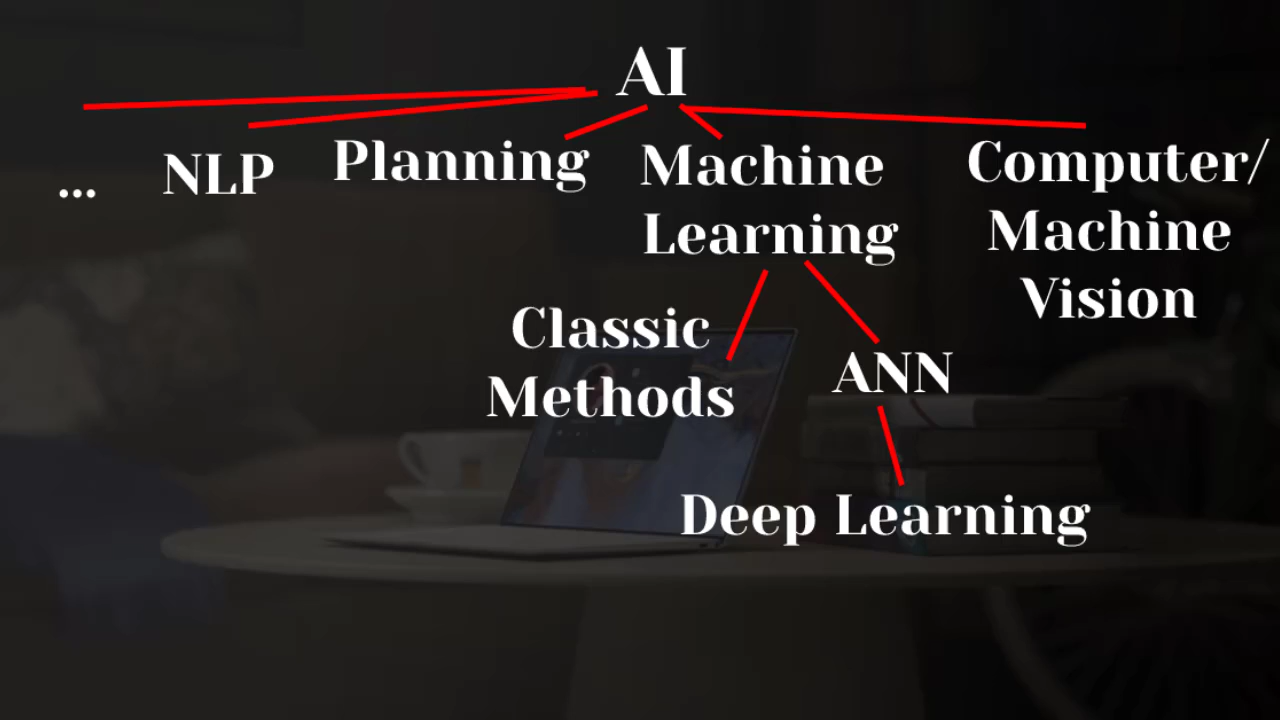 AI
... NLP Planning Machine Learning Computer/ Machine Vision
Classic Methods
ANN
Deep Learning